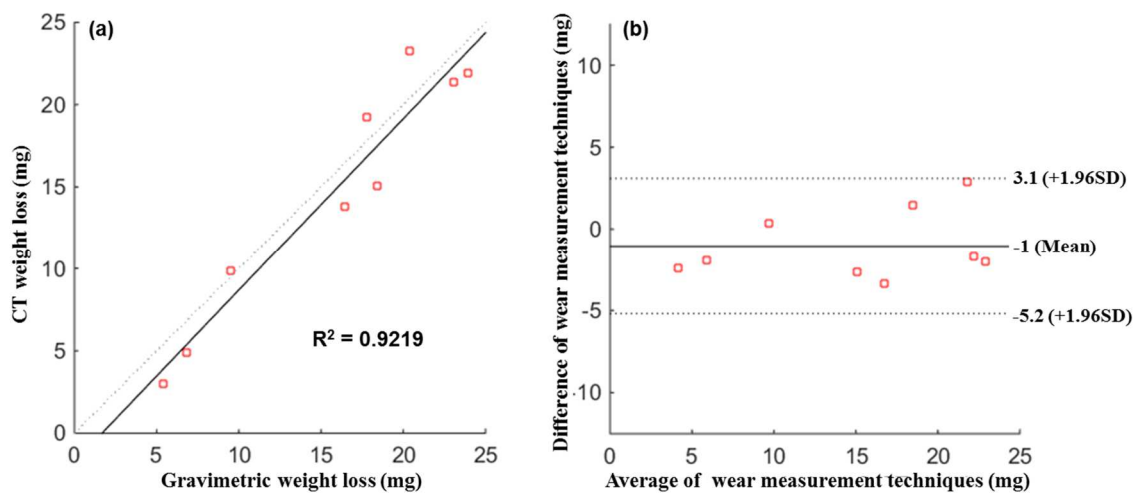 (a)
25
20
15
10
5
0
CT weight loss (mg)
R² = 0.9219
0 5 10 15 20 25
Gravimetric weight loss (mg)
(b)
10
5
0
-5
10
Difference of wear measurement techniques (mg)
3.1 (+1.96SD)
-1 (Mean)
-5.2 (+1.96SD)
0 5 10 15 20 25
Average of wear measurement techniques (mg)